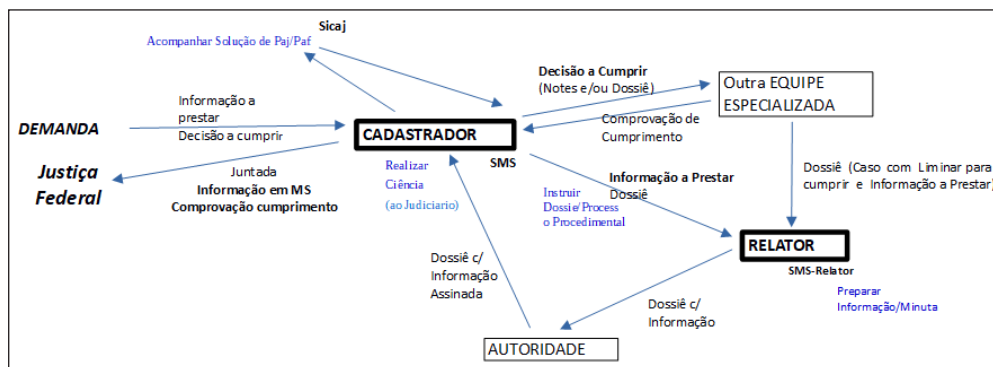 Sicaj
Acompanhar Solução de Paj/Paf
Decisão a Cumprir
(Notes e/ou Dossiê)
Outra EQUIPE
ESPECIALIZADA
Informação a
prestar
Decisão a cumprir
DEMANDA
CADASTRADOR
SMS
Comprovação de
Cumprimento
Justiça
Federal
Juntada
Informação em MS
Comprovação cumprimento
Realizar
Ciência
(ao Judiciario)
Informação a Prestar
Dossiê
Instruir
Dossie/Process
o Procedimental
Dossiê (Caso com Liminar para
cumprir e Informação a Prestar)
RELATOR
SMS-Relator
Preparar
Informação/Minuta
Dossiê c/
Informação
Assinada
Dossiê c/
Informação
AUTORIDADE